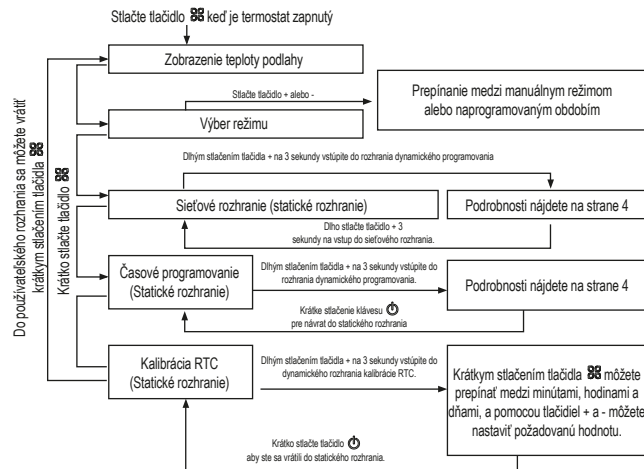 Stlačte tlačidlo keď je termostat zapnutý
Zobrazenie teploty podlahy
Stlačte tlačidlo + alebo -
Výber režimu
Prepínanie medzi manuálnym režimom
alebo naprogramovaným obdobím
Dlhým stlačením tlačidla + na 3 sekundy vstúpite do rozhrania dynamického programovania
Sieťové rozhranie (statické rozhranie)
Podrobnosti nájdete na strane 4
Dlho stlačte tlačidlo + 3
sekundy na vstup do sieťového rozhrania.
Časové programovanie
(Statické rozhranie)
Dlhým stlačením tlačidla + na 3 sekundy vstúpite do
rozhrania dynamického programovania.
Podrobnosti nájdete na strane 4
Krátke stlačenie klávesu
pre návrat do statického rozhrania
Kalibrácia RTC
(Statické rozhranie)
Dlhým stlačením tlačidla + na 3 sekundy vstúpite do
dynamického rozhrania kalibrácie RTC.
Krátkym stlačením tlačidla môžete
prepínať medzi minútami, hodinami a
dňami, a pomocou tlačidiel + a - môžete
nastaviť požadovanú hodnotu.
Krátko stlačte tlačidlo
aby ste sa vrátili do statického rozhrania.
Do používateľského rozhrania sa môžete vrátiť
krátkym stlačením tlačidla
Krátko stlačte tlačidlo